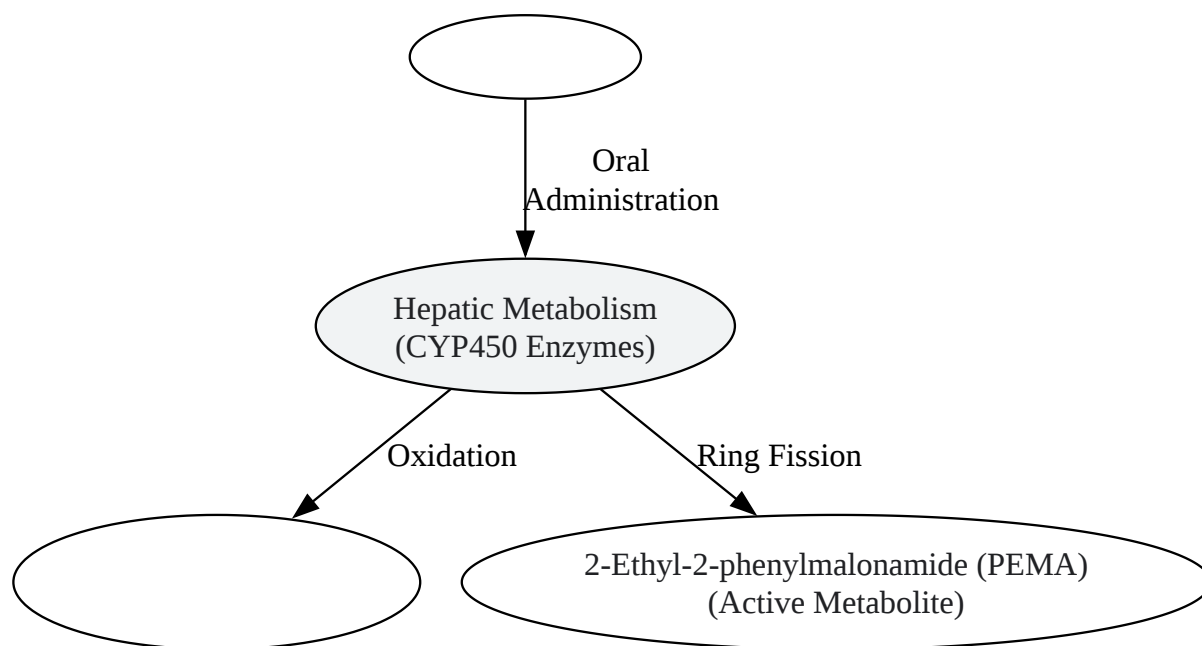 Oral
Administration
Hepatic Metabolism
(CYP450 Enzymes)
Oxidation
Ring Fission
2-Ethyl-2-phenylmalonamide (PEMA)
(Active Metabolite)